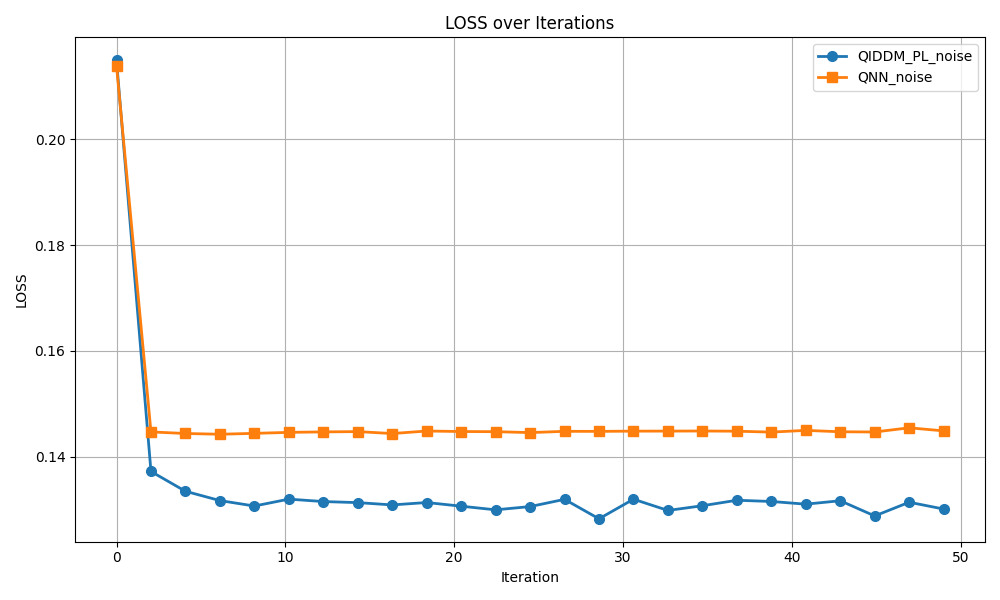 LOSS over Iterations
QIDDM_PL_noise
QNN_noise
LOSS
0.20
0.18
0.16
0.14
0
10
20
30
40
50
Iteration